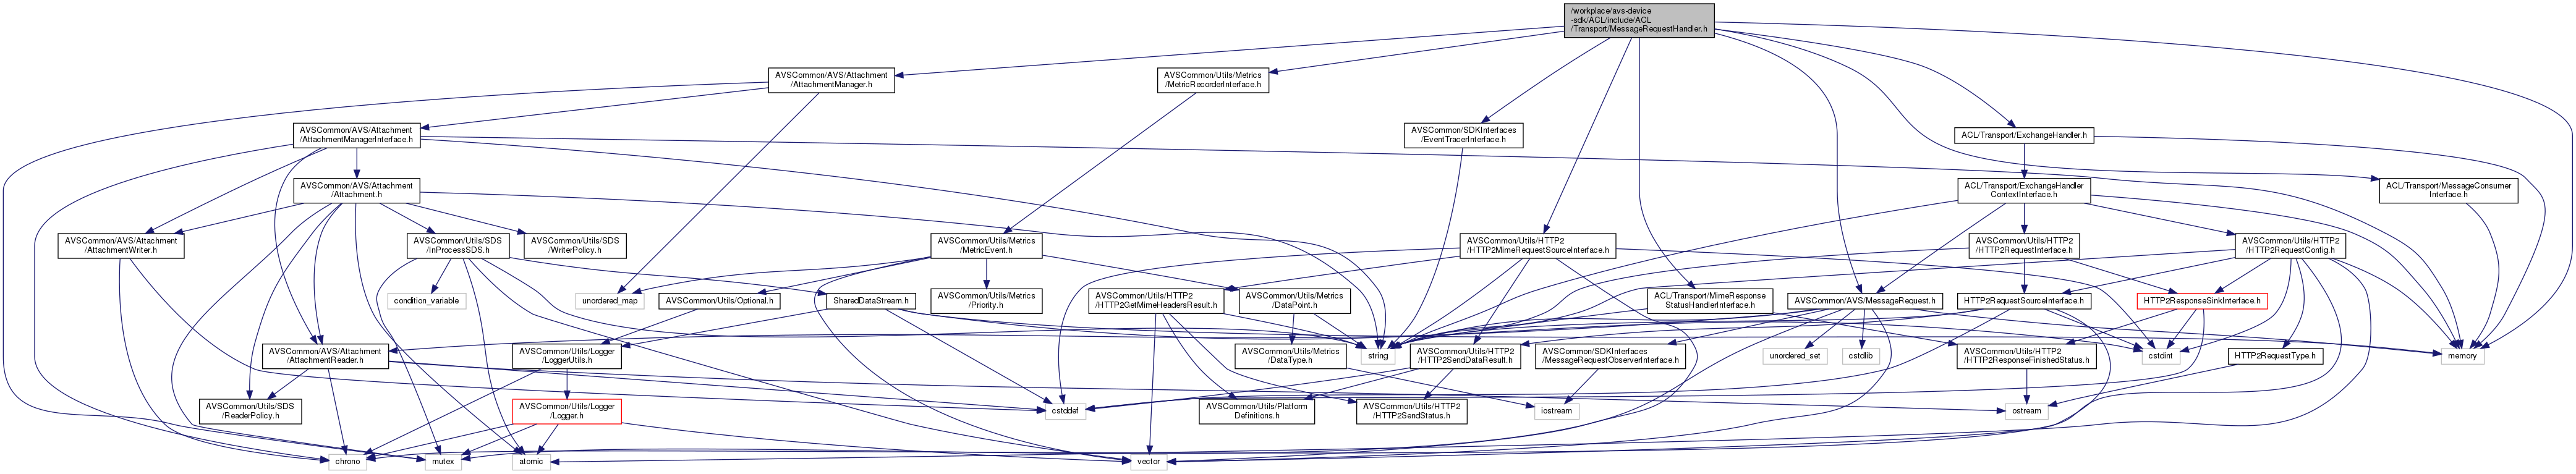 /workplace/avs-device
-sdk/ACL/include/ACL
/Transport/MessageRequestHandler.h
AVSCommon/AVS/Attachment
/AttachmentManager.h
AVSCommon/Utils/Metrics
/MetricRecorderInterface.h
AVSCommon/AVS/Attachment
/AttachmentManagerInterface.h
AVSCommon/SDKInterfaces
/EventTracerInterface.h
ACL/Transport/ExchangeHandler.h
AVSCommon/AVS/Attachment
/Attachment.h
ACL/Transport/ExchangeHandler
ContextInterface.h
ACL/Transport/MessageConsumer
Interface.h
AVSCommon/AVS/Attachment
/AttachmentWriter.h
AVSCommon/Utils/SDS
/InProcessSDS.h
AVSCommon/Utils/SDS
/WriterPolicy.h
AVSCommon/Utils/Metrics
/MetricEvent.h
AVSCommon/Utils/HTTP2
/HTTP2MimeRequestSourceInterface.h
AVSCommon/Utils/HTTP2
/HTTP2RequestInterface.h
AVSCommon/Utils/HTTP2
/HTTP2RequestConfig.h
condition_variable
unordered_map
AVSCommon/Utils/Optional.h
SharedDataStream.h
AVSCommon/Utils/Metrics
/Priority.h
AVSCommon/Utils/HTTP2
/HTTP2GetMimeHeadersResult.h
AVSCommon/Utils/Metrics
/DataPoint.h
ACL/Transport/MimeResponse
StatusHandlerInterface.h
AVSCommon/AVS/MessageRequest.h
HTTP2RequestSourceInterface.h
HTTP2ResponseSinkInterface.h
AVSCommon/AVS/Attachment
/AttachmentReader.h
AVSCommon/Utils/Logger
/LoggerUtils.h
AVSCommon/Utils/Metrics
/DataType.h
string
AVSCommon/Utils/HTTP2
/HTTP2SendDataResult.h
AVSCommon/SDKInterfaces
/MessageRequestObserverInterface.h
unordered_set
cstdlib
AVSCommon/Utils/HTTP2
/HTTP2ResponseFinishedStatus.h
cstdint
HTTP2RequestType.h
memory
AVSCommon/Utils/SDS
/ReaderPolicy.h
AVSCommon/Utils/Logger
/Logger.h
cstddef
AVSCommon/Utils/Platform
Definitions.h
AVSCommon/Utils/HTTP2
/HTTP2SendStatus.h
iostream
ostream
chrono
mutex
atomic
vector